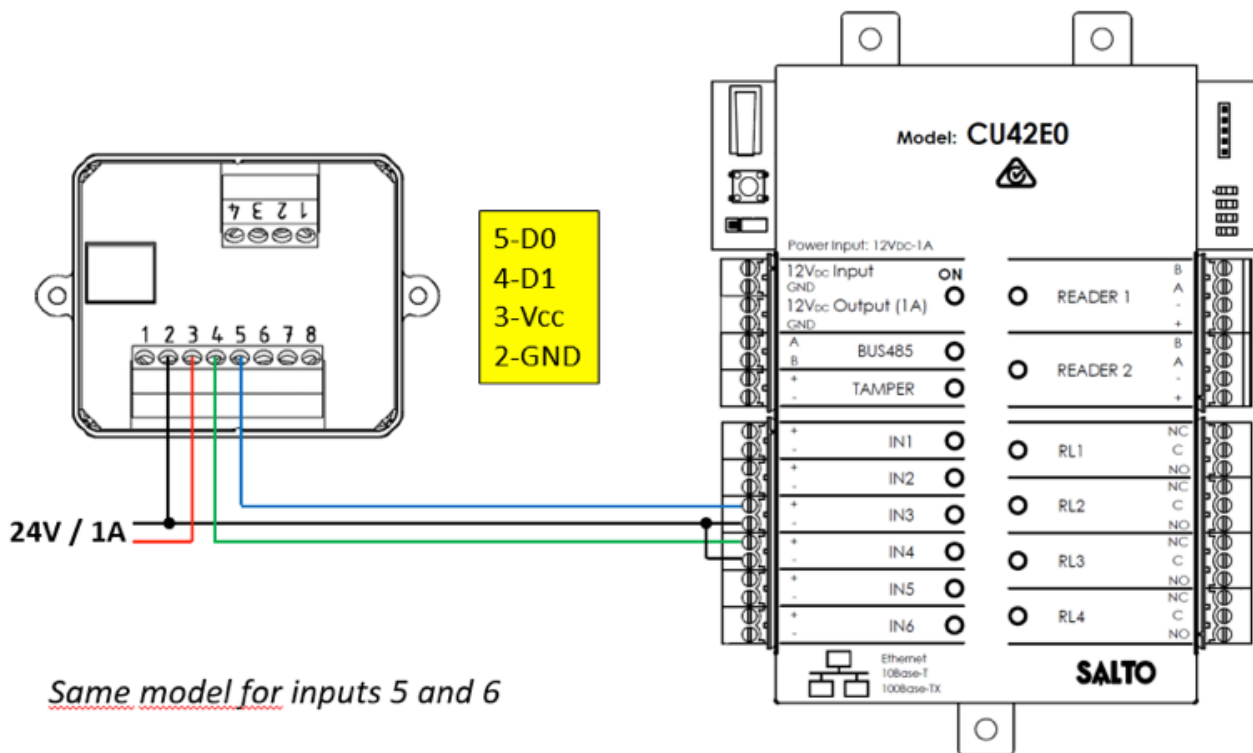 Model: CU42E0
4 3 2 1
5-D0
4-D1
3-Vcc
2-GND
1 2 3 4 5 6 7 8
24V / 1A
Same model for inputs 5 and 6
Power Input: 12VDC-1A
12VDC Input
ON
GND
12VDC Output (1A)
GND
A
B
BUS485
+
-
TAMPER
+
-
IN1
+
-
IN2
+
-
IN3
+
-
IN4
+
-
IN5
+
-
IN6
READER 1
B
A
-
+
READER 2
B
A
-
+
RL1
NC
C
NO
RL2
NC
C
NO
RL3
NC
C
NO
RL4
NC
C
NO
Ethernet
10Base-T
100Base-TX
SALTO